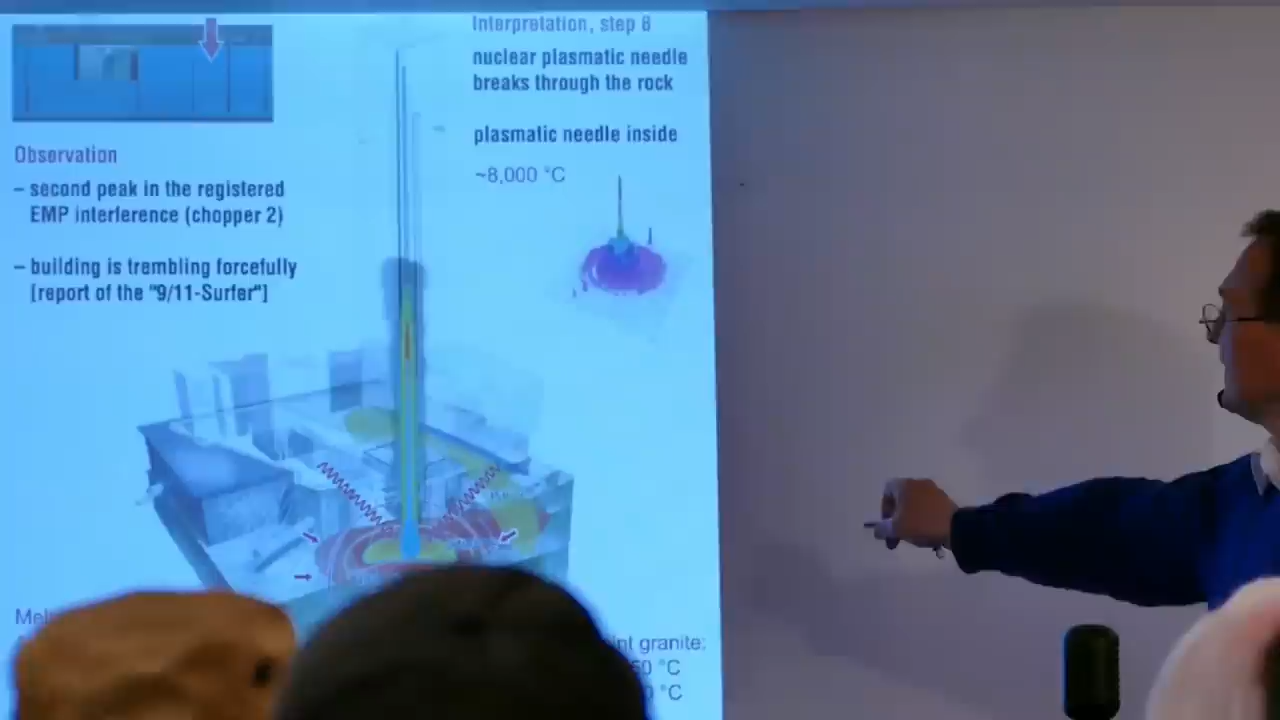 Interpretation, step 8
nuclear plasmatic needle
breaks through the rock
plasmatic needle inside
~8,000 °C
Observation
– second peak in the registered
EMP interference (chopper 2)
– building is trembling forcefully
[report of the "9/11-Surfer"]
granite:
°C
°C